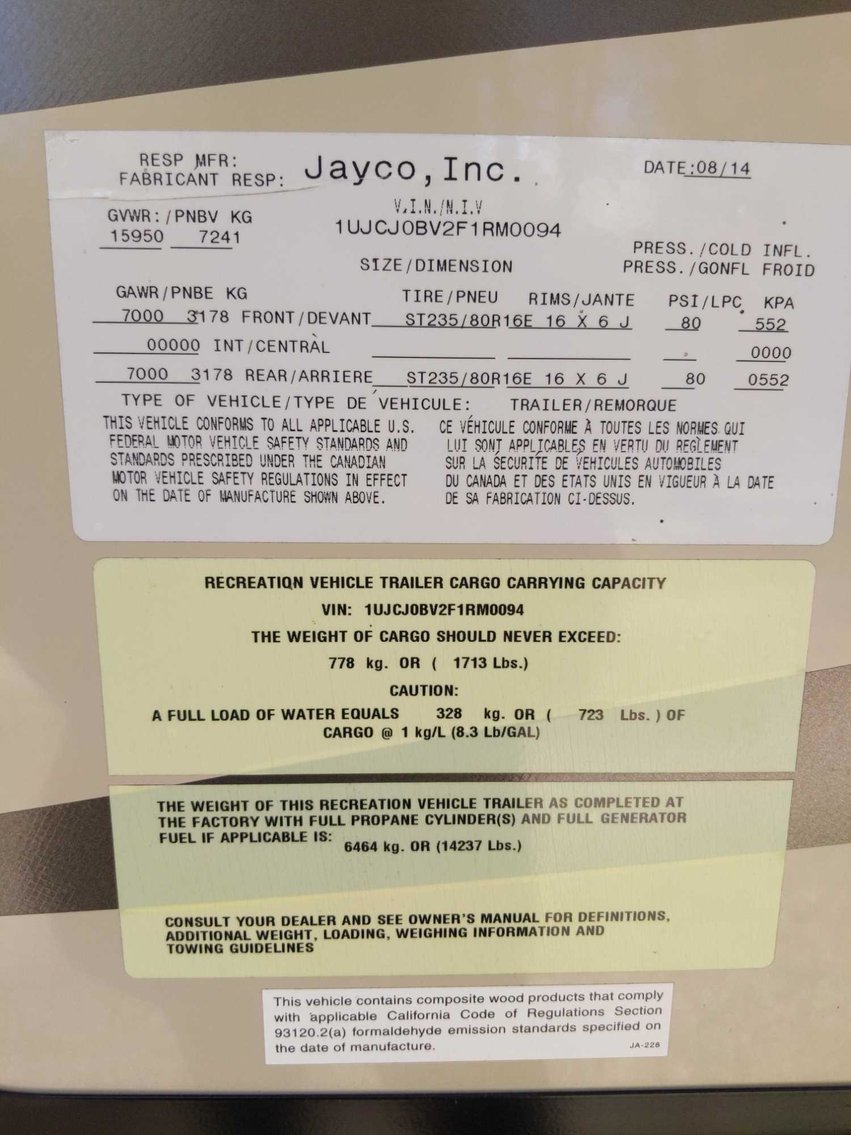 RESP MFR: Jayco, Inc. DATE: 08/14
FABRICANT RESP:
V.I.N./N.I.V
GVWR:/PNBV KG 1UJCJ0BV2F1RM0094
15950 7241
PRESS./COLD INFL.
SIZE/DIMENSION PRESS./GONFL FROID
GAWR/PNBE KG TIRE/PNEU RIMS/JANTE PSI/LPC KPA
7000 3178 FRONT/DEVANT ST235/80R16E 16 X 6 J 80 552
00000 INT/CENTRAL 0000
7000 3178 REAR/ARRIERE ST235/80R16E 16 X 6 J 80 0552
TYPE OF VEHICLE/TYPE DE VEHICULE: TRAILER/REMORQUE
THIS VEHICLE CONFORMS TO ALL APPLICABLE U.S.
FEDERAL MOTOR VEHICLE SAFETY STANDARDS AND
STANDARDS PRESCRIBED UNDER THE CANADIAN
MOTOR VEHICLE SAFETY REGULATIONS IN EFFECT
ON THE DATE OF MANUFACTURE SHOWN ABOVE.
CE VÉHICULE CONFORME À TOUTES LES NORMES QUI
LUI SONT APPLICABLES EN VERTU DU REGLEMENT
SUR LA SÉCURITÉ DE VÉHICULES AUTOMOBILES
DU CANADA ET DES ETATS UNIS EN VIGUEUR À LA DATE
DE SA FABRICATION CI-DESSUS.
RECREATION VEHICLE TRAILER CARGO CARRYING CAPACITY
VIN: 1UJCJ0BV2F1RM0094
THE WEIGHT OF CARGO SHOULD NEVER EXCEED:
778 kg. OR ( 1713 Lbs.)
CAUTION:
A FULL LOAD OF WATER EQUALS 328 kg. OR ( 723 Lbs. ) OF
CARGO @ 1 kg/L (8.3 Lb/GAL)
THE WEIGHT OF THIS RECREATION VEHICLE TRAILER AS COMPLETED AT
THE FACTORY WITH FULL PROPANE CYLINDER(S) AND FULL GENERATOR
FUEL IF APPLICABLE IS:
6464 kg. OR (14237 Lbs.)
CONSULT YOUR DEALER AND SEE OWNER'S MANUAL FOR DEFINITIONS,
ADDITIONAL WEIGHT, LOADING, WEIGHING INFORMATION AND
TOWING GUIDELINES
This vehicle contains composite wood products that comply
with applicable California Code of Regulations Section
93120.2(a) formaldehyde emission standards specified on
the date of manufacture. JA-228